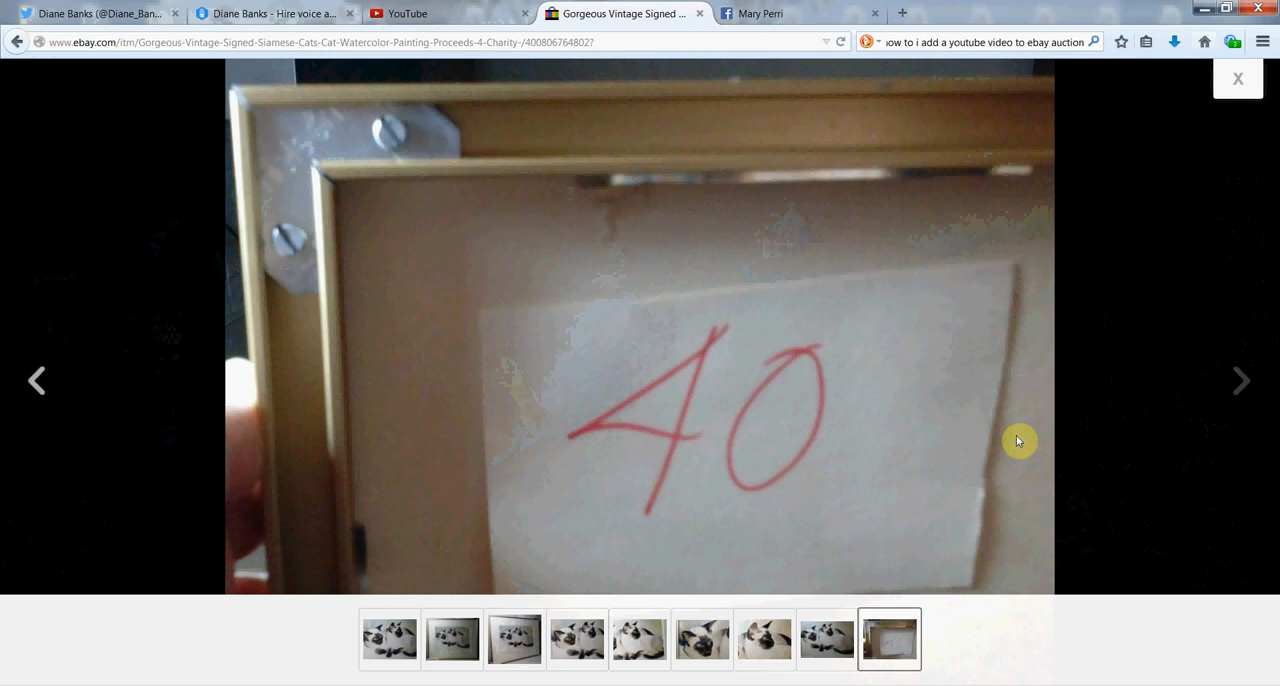 Diane Banks (@Diane_Ban...
Diane Banks - Hire voice a...
YouTube
Gorgeous Vintage Signed ...
Mary Perri
www.ebay.com/itm/Gorgeous-Vintage-Signed-Siamese-Cats-Cat-Watercolor-Painting-Proceeds-4-Charity-/400806764802?
ow to i add a youtube video to ebay auction
X
40